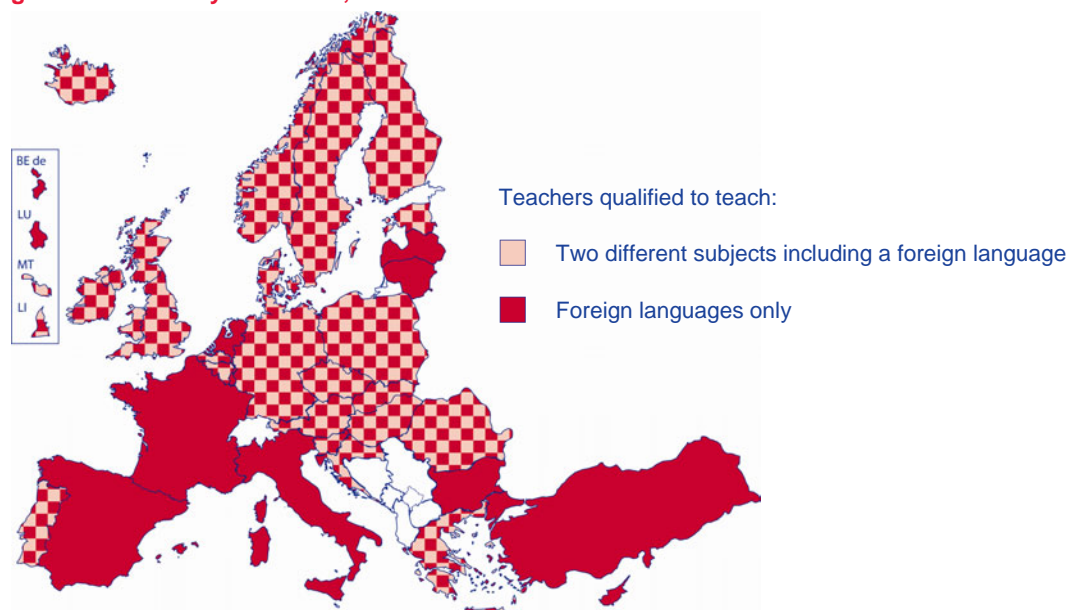 BE de
LU
MT
LI
Teachers qualified to teach:
Two different subjects including a foreign language
Foreign languages only